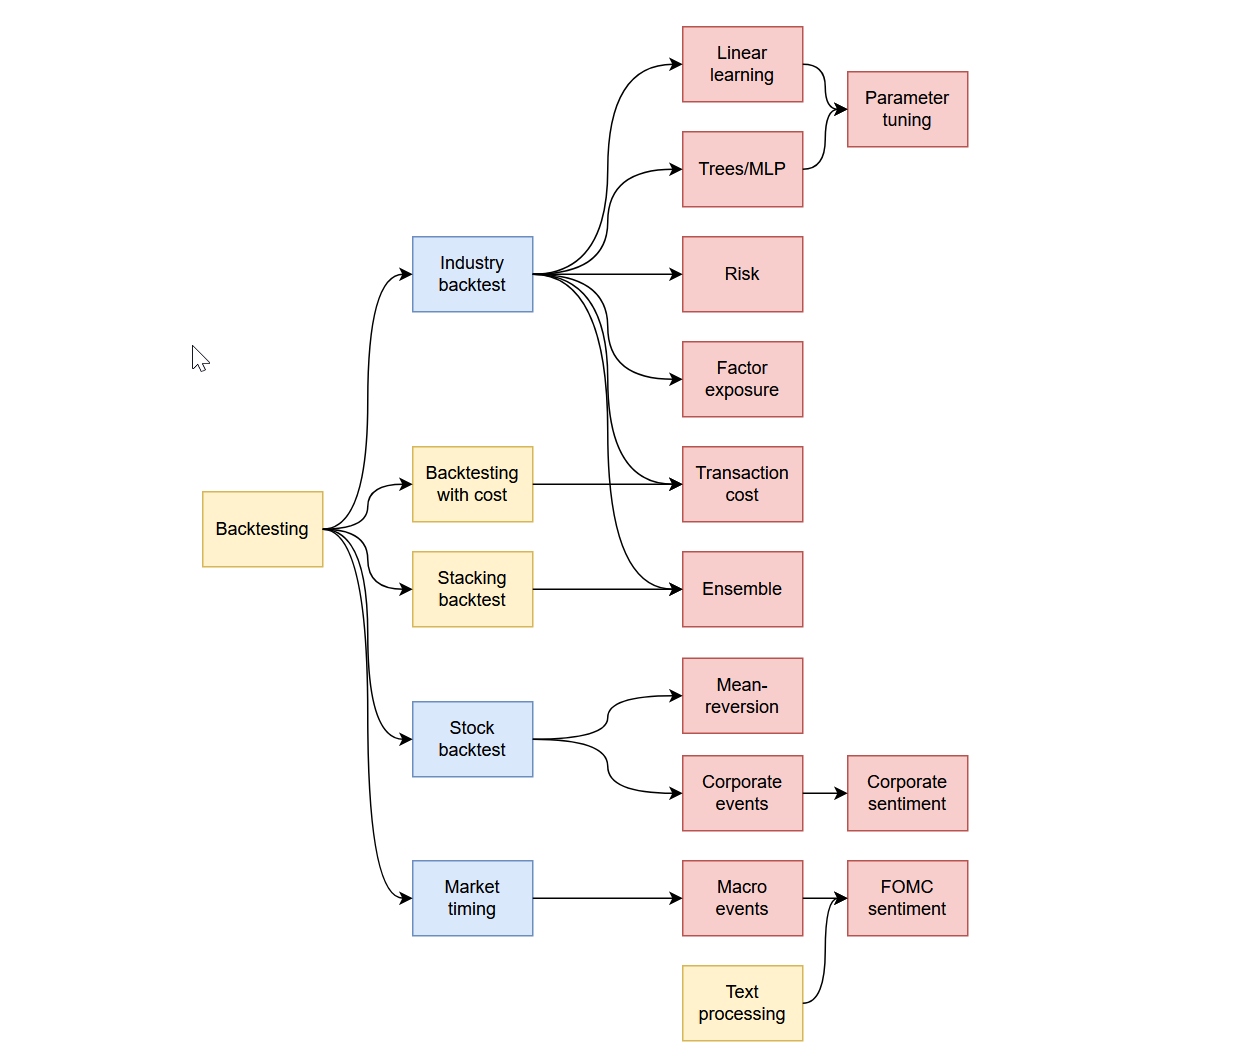 Linear
learning
Parameter
tuning
Trees/MLP
Industry
backtest
Risk
Factor
exposure
Backtesting
with cost
Transaction
cost
Backtesting
Stacking
backtest
Ensemble
Mean-
reversion
Stock
backtest
Corporate
events
Corporate
sentiment
Market
timing
Macro
events
FOMC
sentiment
Text
processing